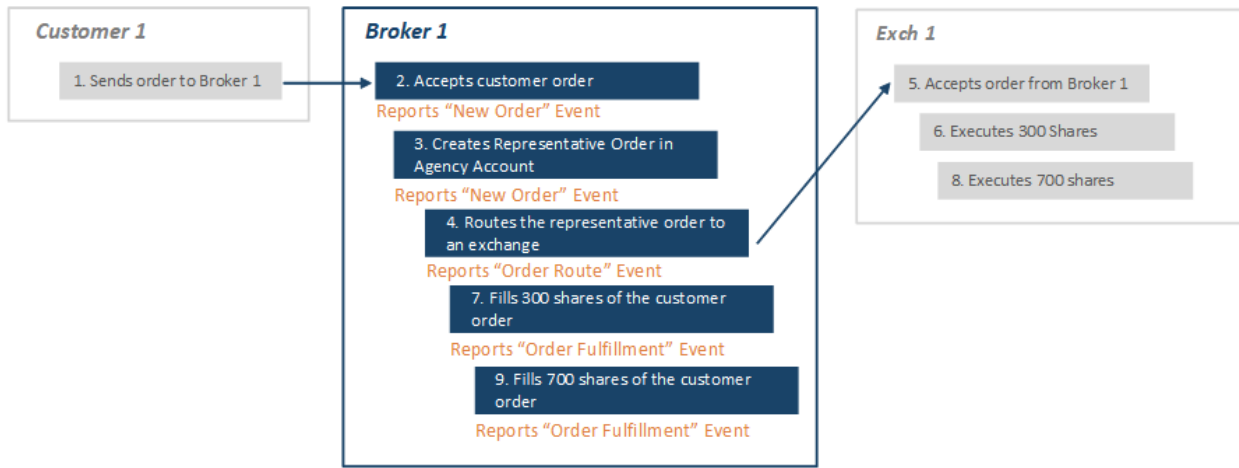 Customer 1
1. Sends order to Broker 1
Broker 1
2. Accepts customer order
Reports "New Order" Event
3. Creates Representative Order in
Agency Account
Reports "New Order" Event
4. Routes the representative order to
an exchange
Reports "Order Route" Event
7. Fills 300 shares of the customer
order
Reports "Order Fulfillment" Event
9. Fills 700 shares of the customer
order
Reports "Order Fulfillment" Event
Exch 1
5. Accepts order from Broker 1
6. Executes 300 Shares
8. Executes 700 shares